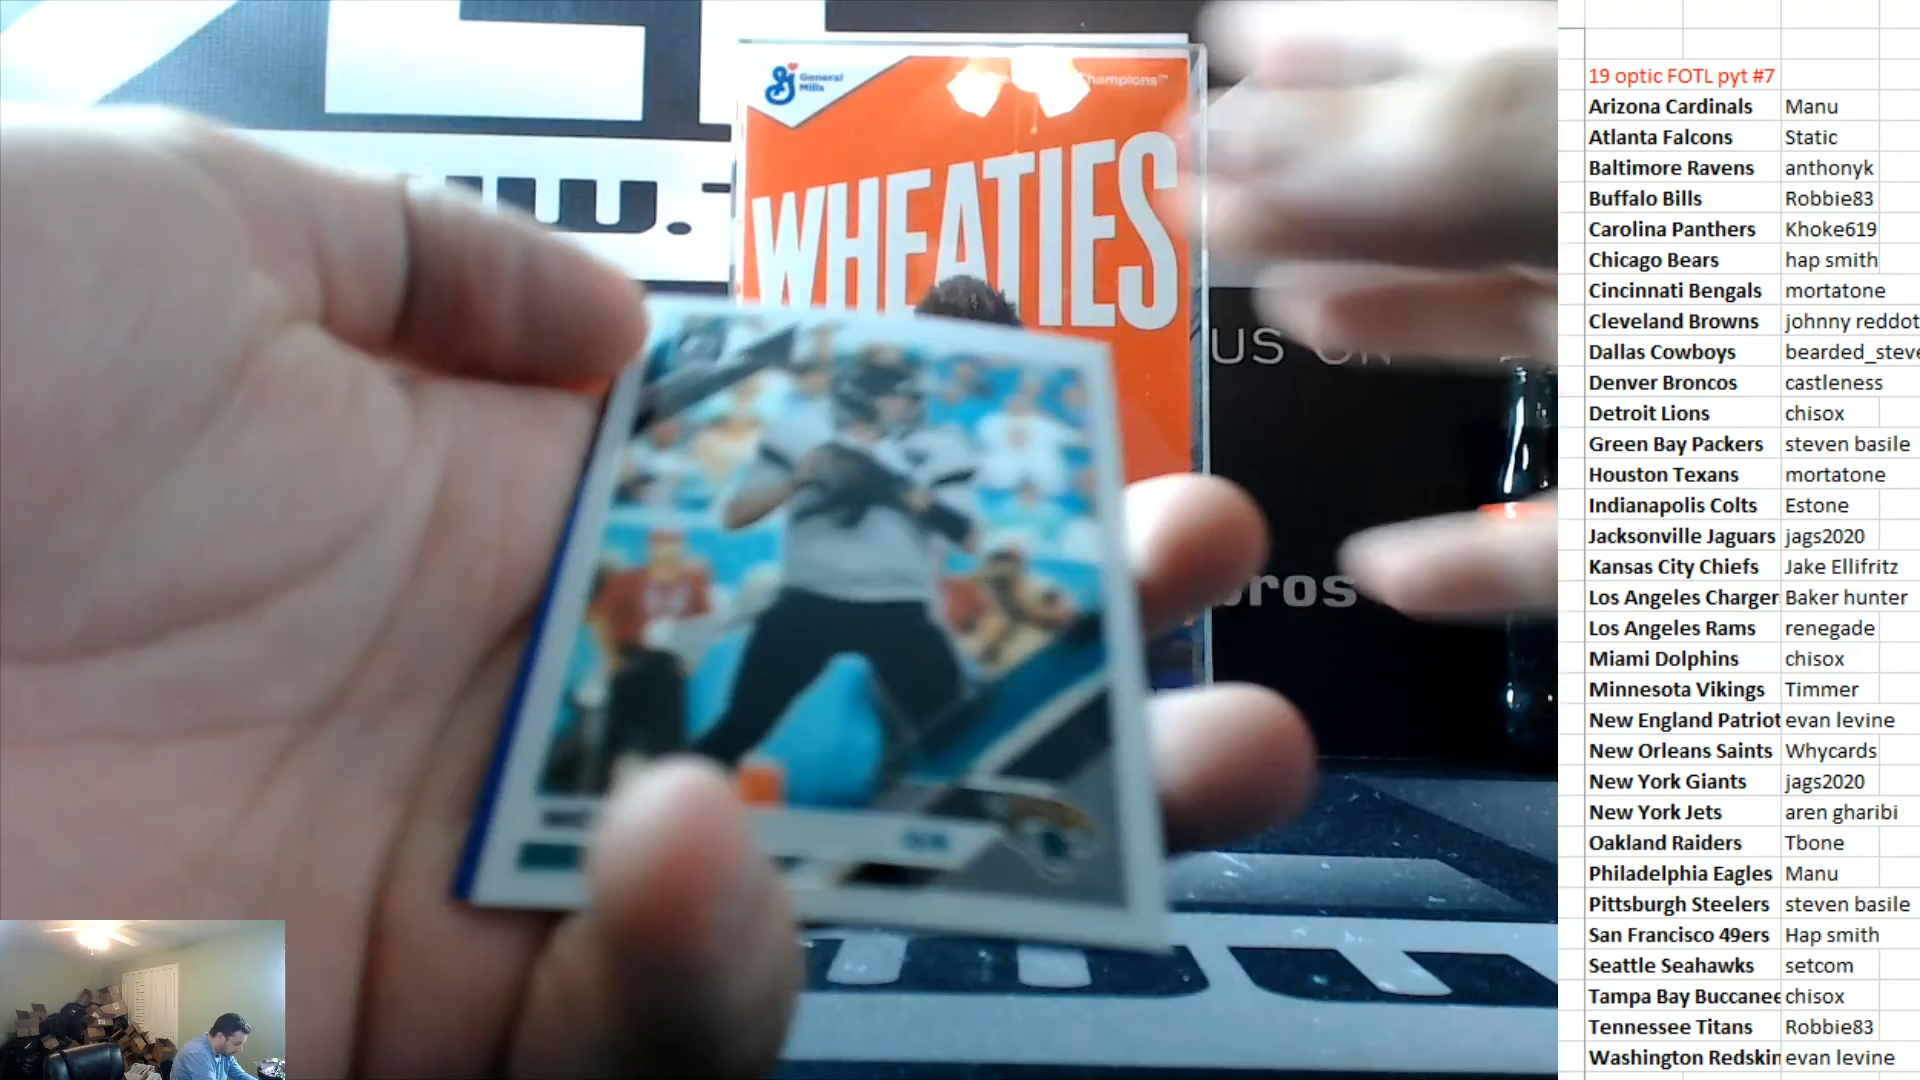 General
Mills
Champions™
WHEATIES
w.
US
ros
19 optic FOTL pyt #7
Arizona Cardinals Manu
Atlanta Falcons Static
Baltimore Ravens anthonyk
Buffalo Bills Robbie83
Carolina Panthers Khoke619
Chicago Bears hap smith
Cincinnati Bengals mortatone
Cleveland Browns johnny reddot
Dallas Cowboys bearded_steve
Denver Broncos castleness
Detroit Lions chisox
Green Bay Packers steven basile
Houston Texans mortatone
Indianapolis Colts Estone
Jacksonville Jaguars jags2020
Kansas City Chiefs Jake Ellifritz
Los Angeles Charger Baker hunter
Los Angeles Rams renegade
Miami Dolphins chisox
Minnesota Vikings Timmer
New England Patriot evan levine
New Orleans Saints Whycards
New York Giants jags2020
New York Jets aren gharibi
Oakland Raiders Tbone
Philadelphia Eagles Manu
Pittsburgh Steelers steven basile
San Francisco 49ers Hap smith
Seattle Seahawks setcom
Tampa Bay Buccanee chisox
Tennessee Titans Robbie83
Washington Redskin evan levine